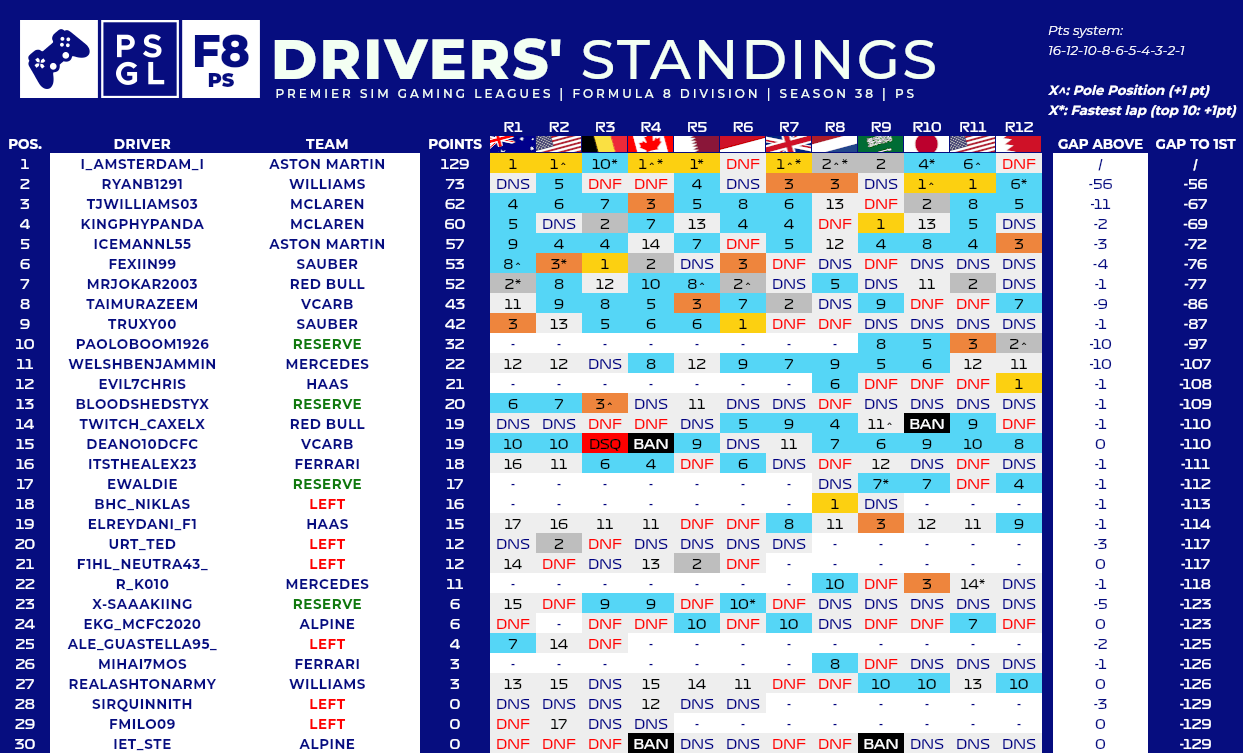 PS
GL
F8
PS
DRIVERS' STANDINGS
PREMIER SIM GAMING LEAGUES | FORMULA 8 DIVISION | SEASON 38 | PS
Pts system:
16-12-10-8-6-5-4-3-2-1
X^: Pole Position (+1 pt)
X*: Fastest lap (top 10: +1pt)
R1 R2 R3 R4 R5 R6 R7 R8 R9 R10 R11 R12
POS. DRIVER TEAM POINTS GAP ABOVE GAP TO 1ST
1 I_AMSTERDAM_I ASTON MARTIN 129 1 1^ 10* 1^* 1* DNF 1^* 2^* 2 4* 6^ DNF / /
2 RYANB1291 WILLIAMS 73 DNS 5 DNF DNF 4 DNS 3 3 DNS 1^ 1 6* -56 -56
3 TJWILLIAMS03 MCLAREN 62 4 6 7 3 5 8 6 13 DNF 2 8 5 -11 -67
4 KINGPHYPANDA MCLAREN 60 5 DNS 2 7 13 4 4 DNF 1 13 5 DNS -2 -69
5 ICEMANNL55 ASTON MARTIN 57 9 4 4 14 7 DNF 5 12 4 8 4 3 -3 -72
6 FEXIIN99 SAUBER 53 8^ 3* 1 2 DNS 3 DNF DNS DNF DNS DNS DNS -4 -76
7 MRJOKAR2003 RED BULL 52 2* 8 12 10 8^ 2^ DNS 5 DNS 11 2 DNS -1 -77
8 TAIMURAZEEM VCARB 43 11 9 8 5 3 7 2 DNS 9 DNF DNF 7 -9 -86
9 TRUXY00 SAUBER 42 3 13 5 6 6 1 DNF DNF DNS DNS DNS DNS -1 -87
10 PAOLOBOOM1926 RESERVE 32 - - - - - - - - 8 5 3 2^ -10 -97
11 WELSHBENJAMMIN MERCEDES 22 12 12 DNS 8 12 9 7 9 5 6 12 11 -10 -107
12 EVIL7CHRIS HAAS 21 - - - - - - - 6 DNF DNF DNF 1 -1 -108
13 BLOODSHEDSTYX RESERVE 20 6 7 3^ DNS 11 DNS DNS DNF DNS DNS DNS DNS -1 -109
14 TWITCH_CAXELX RED BULL 19 DNS DNS DNF DNF DNS 5 9 4 11^ BAN 9 DNF -1 -110
15 DEANO10DCFC VCARB 19 10 10 DSQ BAN 9 DNS 11 7 6 9 10 8 0 -110
16 ITSTHEALEX23 FERRARI 18 16 11 6 4 DNF 6 DNS DNF 12 DNS DNF DNS -1 -111
17 EWALDIE RESERVE 17 - - - - - - - DNS 7* 7 DNF 4 -1 -112
18 BHC_NIKLAS LEFT 16 - - - - - - - 1 DNS - - - -1 -113
19 ELREYDANI_F1 HAAS 15 17 16 11 11 DNF DNF 8 11 3 12 11 9 -1 -114
20 URT_TED LEFT 12 DNS 2 DNF DNS DNS DNS DNS - - - - - -3 -117
21 F1HL_NEUTRA43_ LEFT 12 14 DNF DNS 13 2 DNF - - - - - - 0 -117
22 R_K010 MERCEDES 11 - - - - - - - 10 DNF 3 14* DNS -1 -118
23 X-SAAAKIING RESERVE 6 15 DNF 9 9 DNF 10* DNF DNS DNS DNS DNS DNS -5 -123
24 EKG_MCFC2020 ALPINE 6 DNF - DNF DNF 10 DNF 10 DNS DNF DNF 7 DNF 0 -123
25 ALE_GUASTELLA95_ LEFT 4 7 14 DNF - - - - - - - - - -2 -125
26 MIHAI7MOS FERRARI 3 - - - - - - - 8 DNF DNS DNS DNS -1 -126
27 REALASHTONARMY WILLIAMS 3 13 15 DNS 15 14 11 DNF DNF 10 10 13 10 0 -126
28 SIRQUINNITH LEFT 0 DNS DNS DNS 12 DNS DNS - - - - - - -3 -129
29 FMILO09 LEFT 0 DNF 17 DNS DNS - - - - - - - - 0 -129
30 IET_STE ALPINE 0 DNF DNF DNF BAN DNS DNS DNF DNF BAN DNS DNS DNS 0 -129